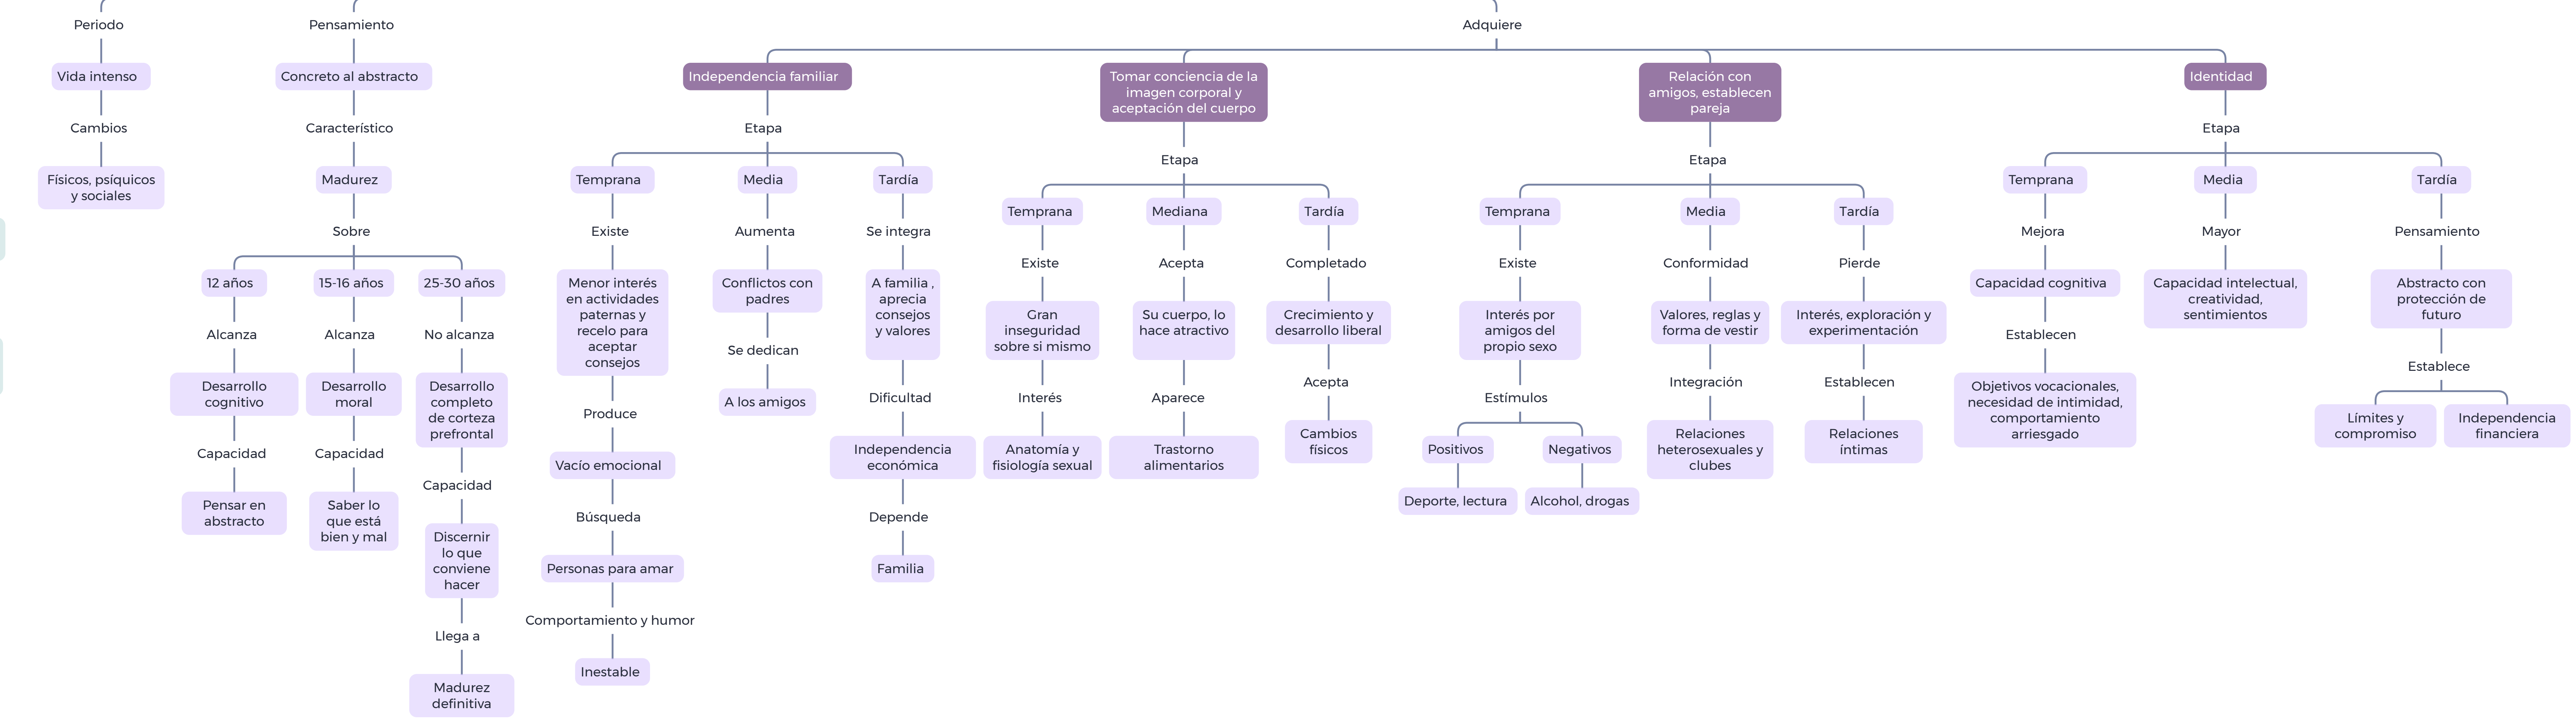 Periodo
Vida intenso
Cambios
Físicos, psíquicos
y sociales
Pensamiento
Concreto al abstracto
Característico
Madurez
Sobre
12 años
Alcanza
Desarrollo
cognitivo
Capacidad
Pensar en
abstracto
15-16 años
Alcanza
Desarrollo
moral
Capacidad
Saber lo
que está
bien y mal
25-30 años
No alcanza
Desarrollo
completo
de corteza
prefrontal
Capacidad
Discernir
lo que
conviene
hacer
Llega a
Madurez
definitiva
Adquiere
Independencia familiar
Etapa
Temprana
Existe
Menor interés
en actividades
paternas y
recelo para
aceptar
consejos
Produce
Vacío emocional
Búsqueda
Personas para amar
Comportamiento y humor
Inestable
Media
Aumenta
Conflictos con
padres
Se dedican
A los amigos
Tardía
Se integra
A familia ,
aprecia
consejos
y valores
Dificultad
Independencia
económica
Depende
Familia
Tomar conciencia de la
imagen corporal y
aceptación del cuerpo
Etapa
Temprana
Existe
Gran
inseguridad
sobre si mismo
Interés
Anatomía y
fisiología sexual
Mediana
Acepta
Su cuerpo, lo
hace atractivo
Aparece
Trastorno
alimentarios
Tardía
Completado
Crecimiento y
desarrollo liberal
Acepta
Cambios
físicos
Relación con
amigos, establecen
pareja
Etapa
Temprana
Existe
Interés por
amigos del
propio sexo
Estímulos
Positivos
Deporte, lectura
Negativos
Alcohol, drogas
Media
Conformidad
Valores, reglas y
forma de vestir
Integración
Relaciones
heterosexuales y
clubes
Tardía
Pierde
Interés, exploración y
experimentación
Establecen
Relaciones
íntimas
Identidad
Etapa
Temprana
Mejora
Capacidad cognitiva
Establecen
Objetivos vocacionales,
necesidad de intimidad,
comportamiento
arriesgado
Media
Mayor
Capacidad intelectual,
creatividad,
sentimientos
Tardía
Pensamiento
Abstracto con
protección de
futuro
Establece
Límites y
compromiso
Independencia
financiera